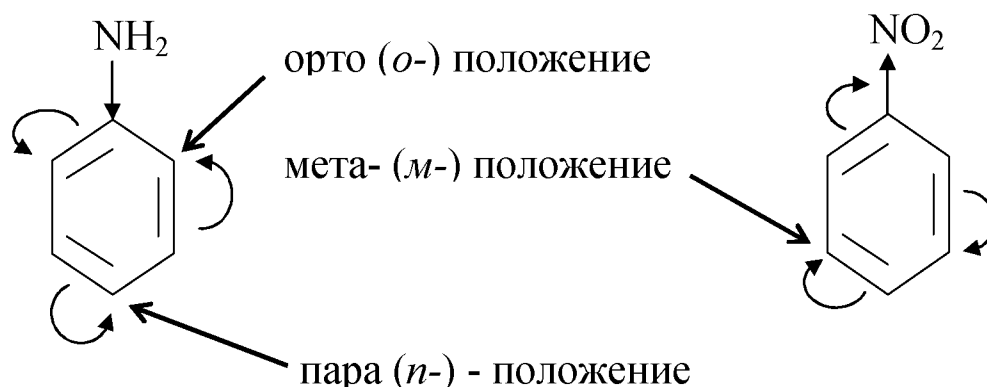 NH₂
NO₂
орто (о-) положение
мета- (м-) положение
пара (п-) - положение